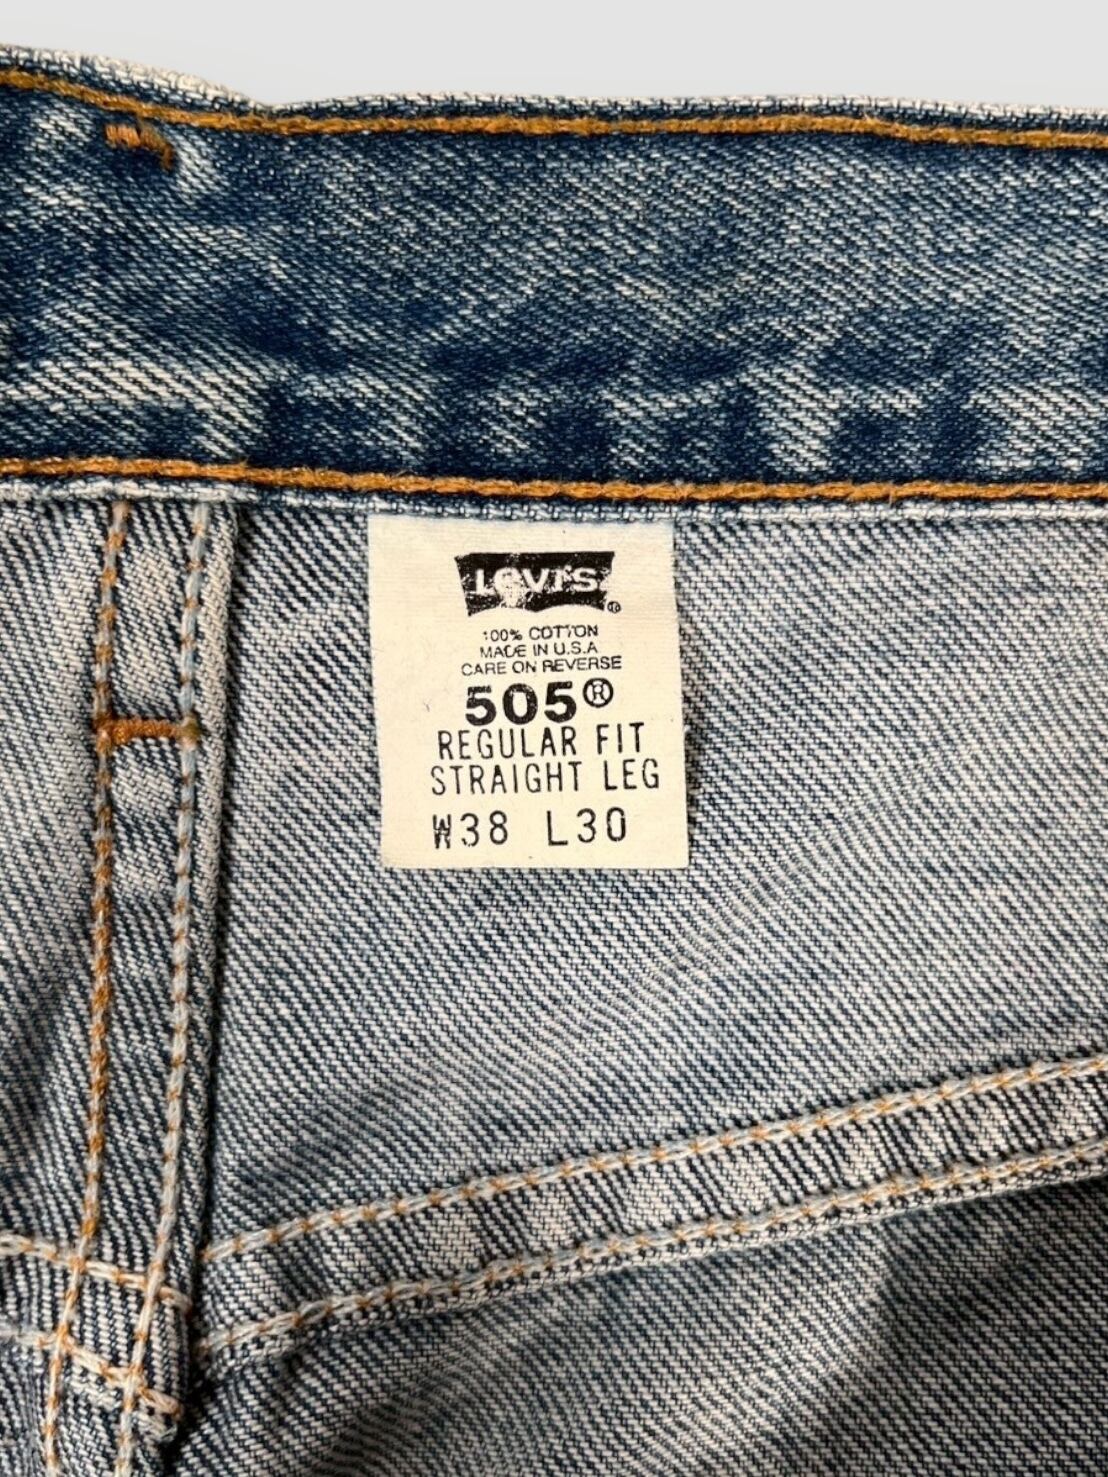 LEVI'S ®
100% COTTON
MADE IN U.S.A
CARE ON REVERSE
505®
REGULAR FIT
STRAIGHT LEG
W38 L30